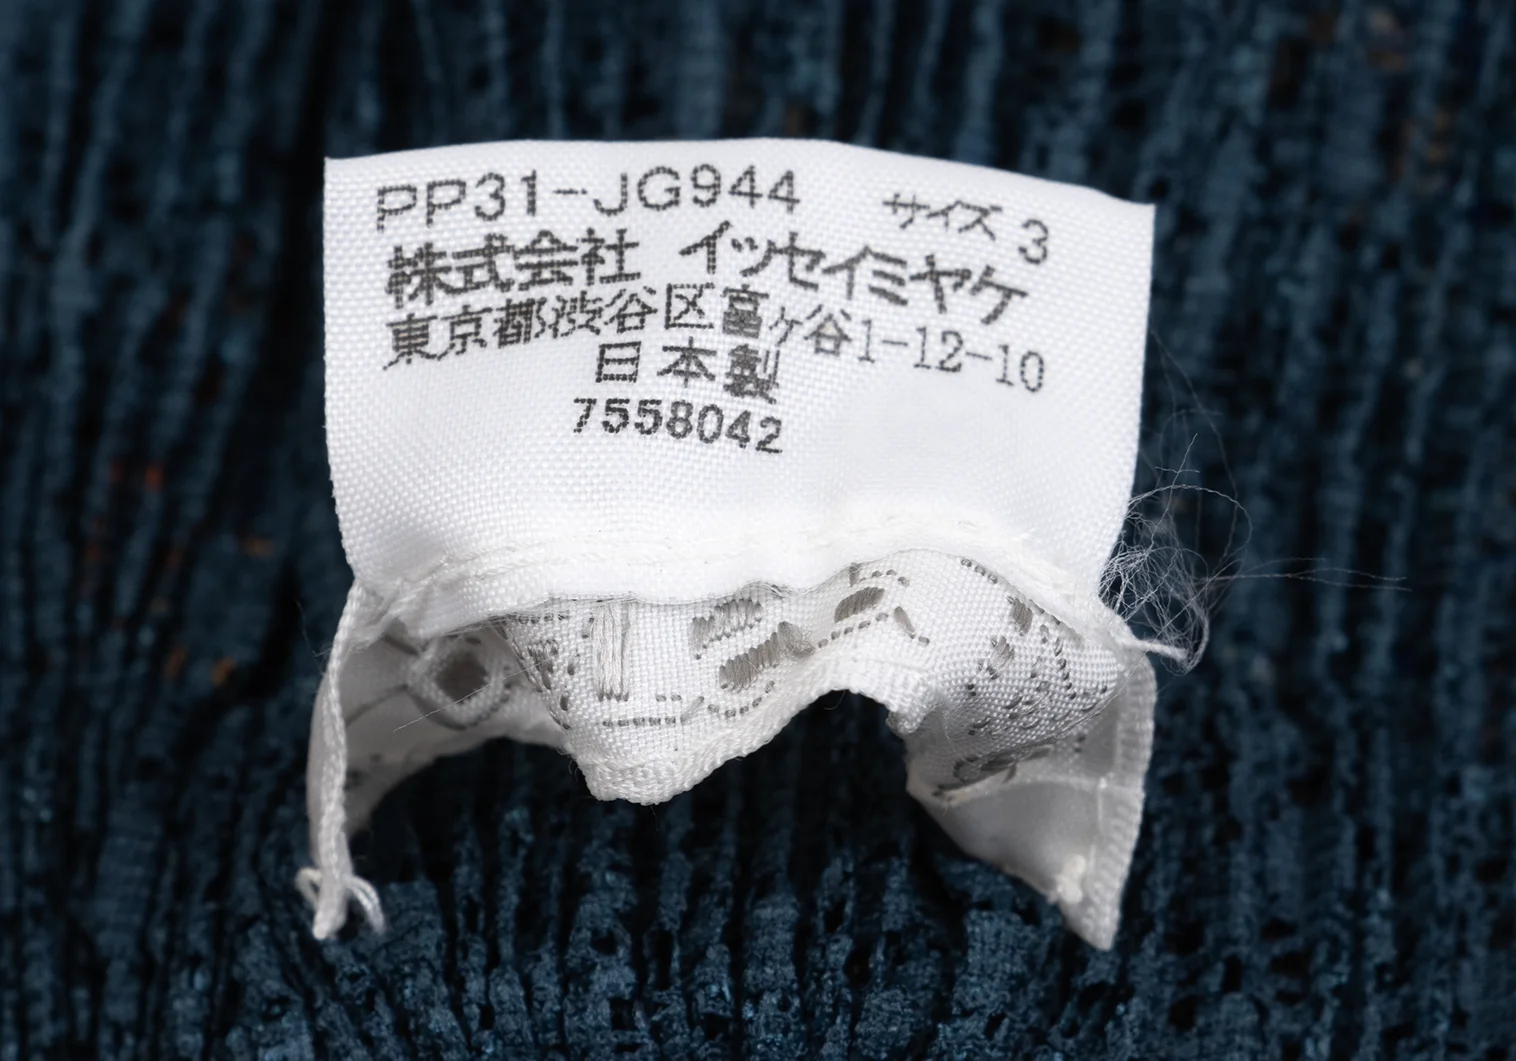 PP31-JG944 サイズ 3
株式会社 イッセイミヤケ
東京都渋谷区富ヶ谷1-12-10
日本製
7558042